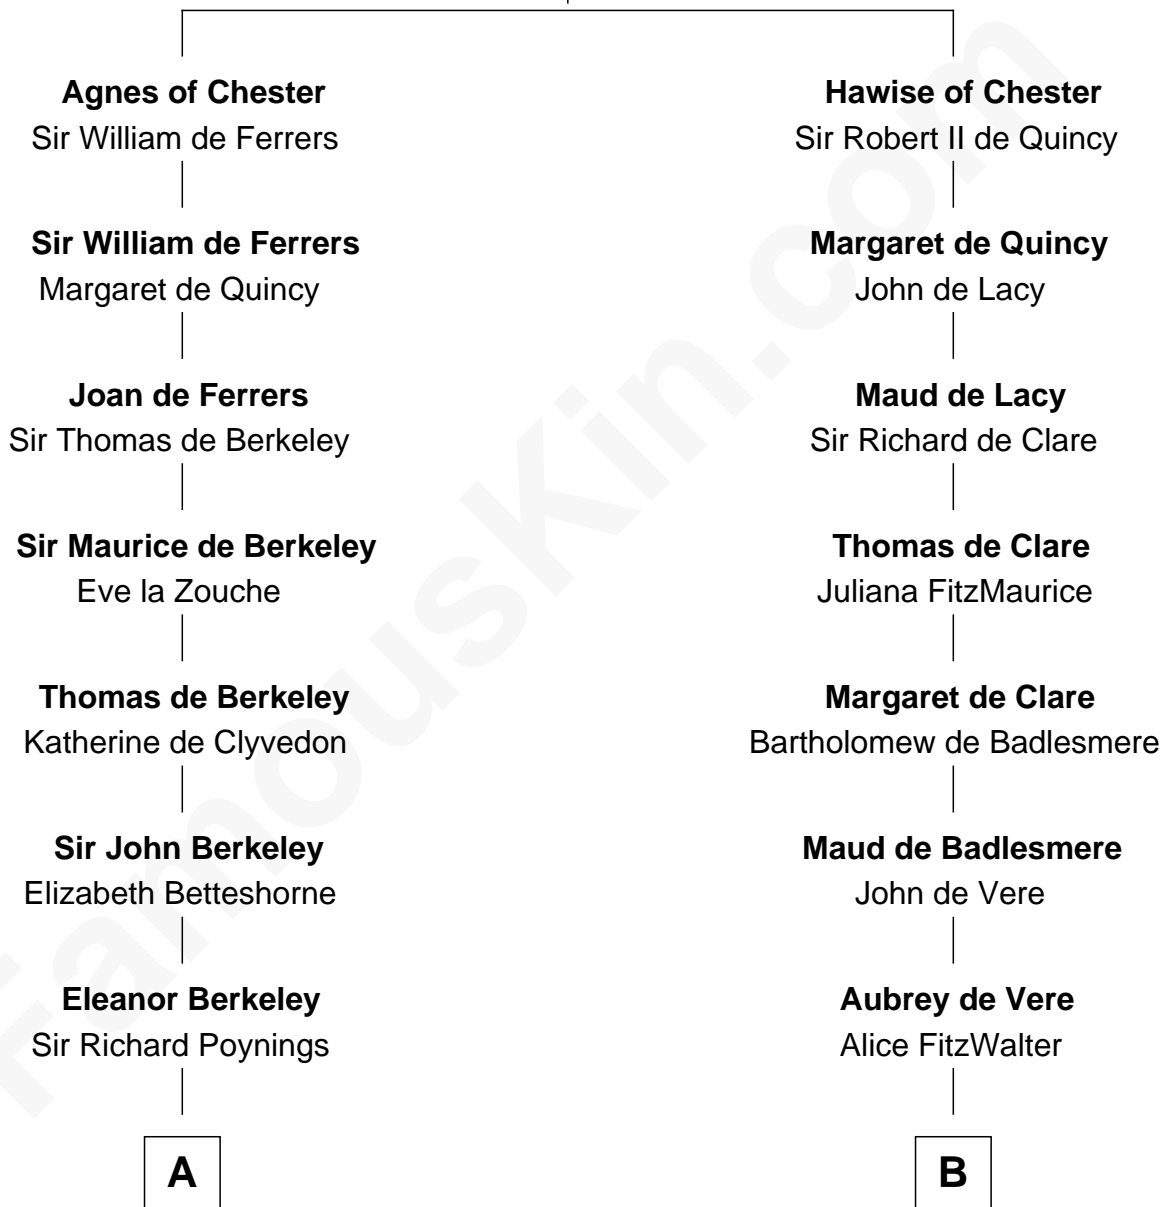 Agnes of Chester
Sir William de Ferrers
Sir William de Ferrers
Margaret de Quincy
Joan de Ferrers
Sir Thomas de Berkeley
Sir Maurice de Berkeley
Eve la Zouche
Thomas de Berkeley
Katherine de Clyvedon
Sir John Berkeley
Elizabeth Betteshorne
Eleanor Berkeley
Sir Richard Poynings
A
Hawise of Chester
Sir Robert II de Quincy
Margaret de Quincy
John de Lacy
Maud de Lacy
Sir Richard de Clare
Thomas de Clare
Juliana FitzMaurice
Margaret de Clare
Bartholomew de Badlesmere
Maud de Badlesmere
John de Vere
Aubrey de Vere
Alice FitzWalter
B
FamousKin.com